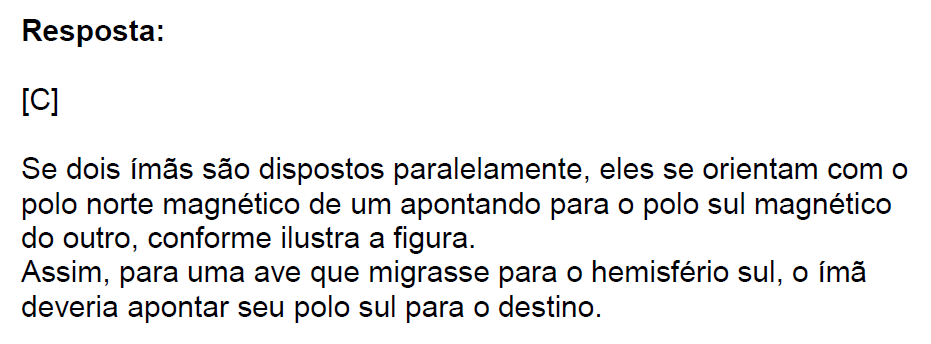 Resposta:
[C]
Se dois ímãs são dispostos paralelamente, eles se orientam com o
polo norte magnético de um apontando para o polo sul magnético
do outro, conforme ilustra a figura.
Assim, para uma ave que migrasse para o hemisfério sul, o ímã
deveria apontar seu polo sul para o destino.